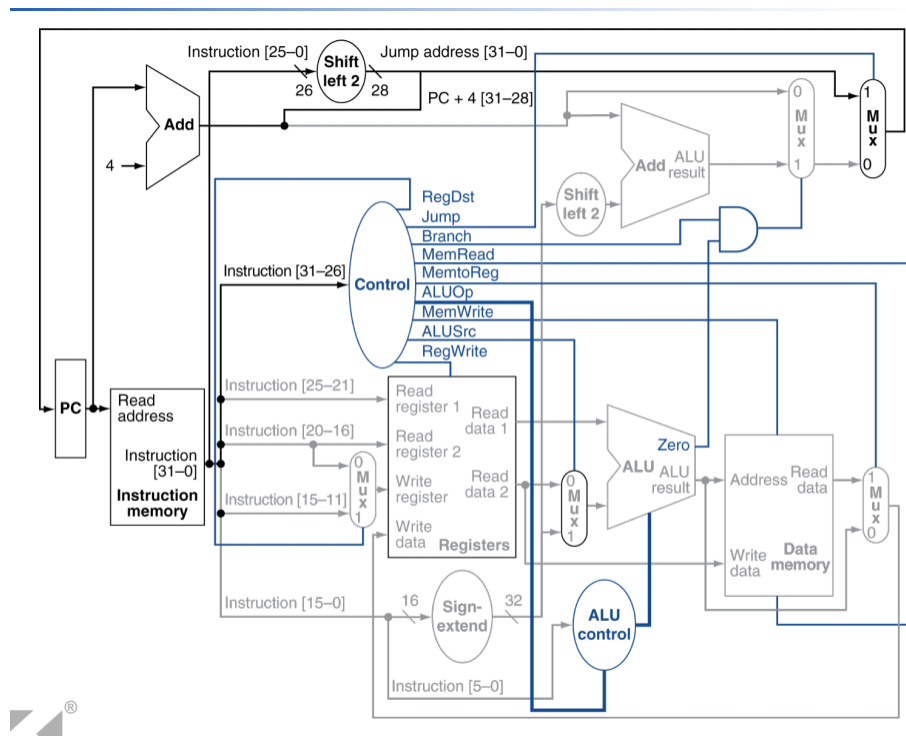 Instruction [25–0]
Shift
left 2
Jump address [31–0]
26
28
PC + 4 [31–28]
Add
4
0
M
u
x
1
1
M
u
x
0
Add
ALU
result
Shift
left 2
RegDst
Jump
Branch
MemRead
MemtoReg
ALUOp
MemWrite
ALUSrc
RegWrite
Instruction [31–26]
Control
PC
Read
address
Instruction
[31–0]
Instruction
memory
Instruction [25–21]
Instruction [20–16]
Instruction [15–11]
0
M
u
x
1
Read
register 1
Read
register 2
Write
register
Write
data
Read
data 1
Read
data 2
Registers
0
M
u
x
1
Zero
ALU
ALU
result
Address
Read
data
Write
data
Data
memory
1
M
u
x
0
Instruction [15–0]
16
Sign-
extend
32
ALU
control
Instruction [5–0]
®